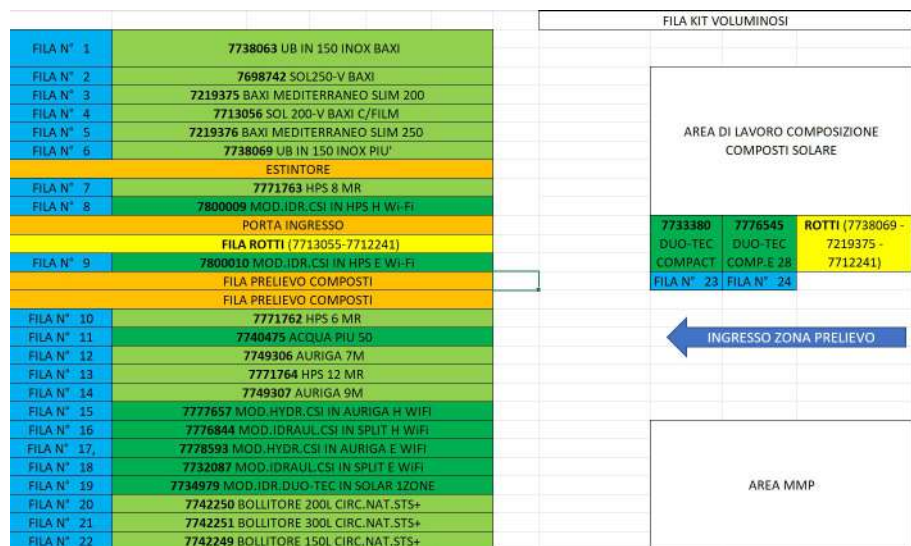 FILA KIT VOLUMINOSI
FILA N° 1 7738063 UB IN 150 INOX BAXI
FILA N° 2 7698742 SOL250-V BAXI
FILA N° 3 7219375 BAXI MEDITERRANEO SLIM 200
FILA N° 4 7713056 SOL 200-V BAXI C/FILM
FILA N° 5 7219376 BAXI MEDITERRANEO SLIM 250
FILA N° 6 7738069 UB IN 150 INOX PIU'
ESTINTORE
FILA N° 7 7771763 HPS 8 MR
FILA N° 8 7800009 MOD.IDR.CSI IN HPS H Wi-Fi
PORTA INGRESSO
FILA ROTTI (7713055-7712241)
FILA N° 9 7800010 MOD.IDR.CSI IN HPS E Wi-Fi
FILA PRELIEVO COMPOSTI
FILA PRELIEVO COMPOSTI
FILA N° 10 7771762 HPS 6 MR
FILA N° 11 7740475 ACQUA PIU 50
FILA N° 12 7749306 AURIGA 7M
FILA N° 13 7771764 HPS 12 MR
FILA N° 14 7749307 AURIGA 9M
FILA N° 15 7777657 MOD.HYDR.CSI IN AURIGA H WIFI
FILA N° 16 7776844 MOD.IDRAUL.CSI IN SPLIT H WiFi
FILA N° 17, 7778593 MOD.HYDR.CSI IN AURIGA E WIFI
FILA N° 18 7732087 MOD.IDRAUL.CSI IN SPLIT E WiFi
FILA N° 19 7734979 MOD.IDR.DUO-TEC IN SOLAR 1ZONE
FILA N° 20 7742250 BOLLITORE 200L CIRC.NAT.STS+
FILA N° 21 7742251 BOLLITORE 300L CIRC.NAT.STS+
FILA N° 22 7742249 BOLLITORE 150L CIRC.NAT.STS+
AREA DI LAVORO COMPOSIZIONE
COMPOSTI SOLARE
7733380 7776545 ROTTI (7738069 -
DUO-TEC DUO-TEC 7219375 -
COMPACT COMP.E 28 7712241)
FILA N° 23 FILA N° 24
INGRESSO ZONA PRELIEVO
AREA MMP